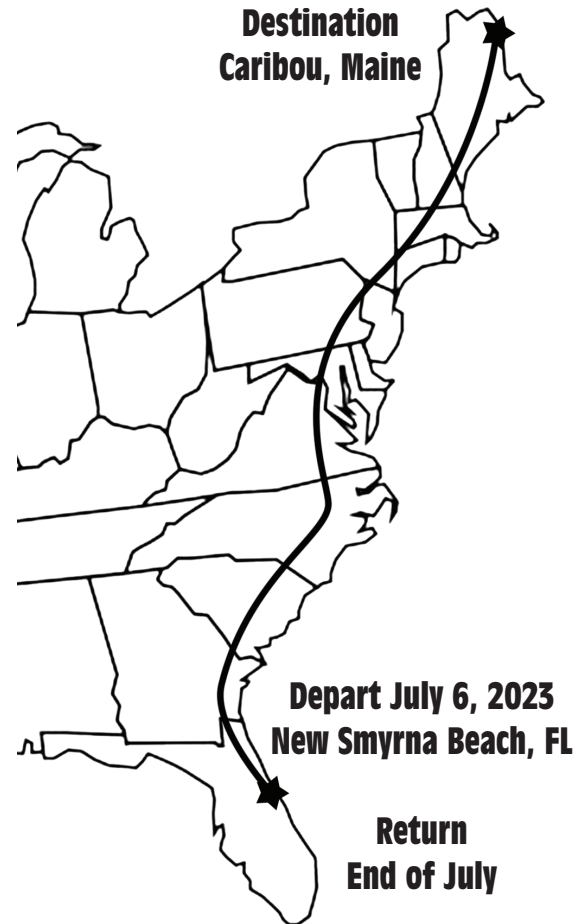 Destination
Caribou, Maine
Depart July 6, 2023
New Smyrna Beach, FL
Return
End of July